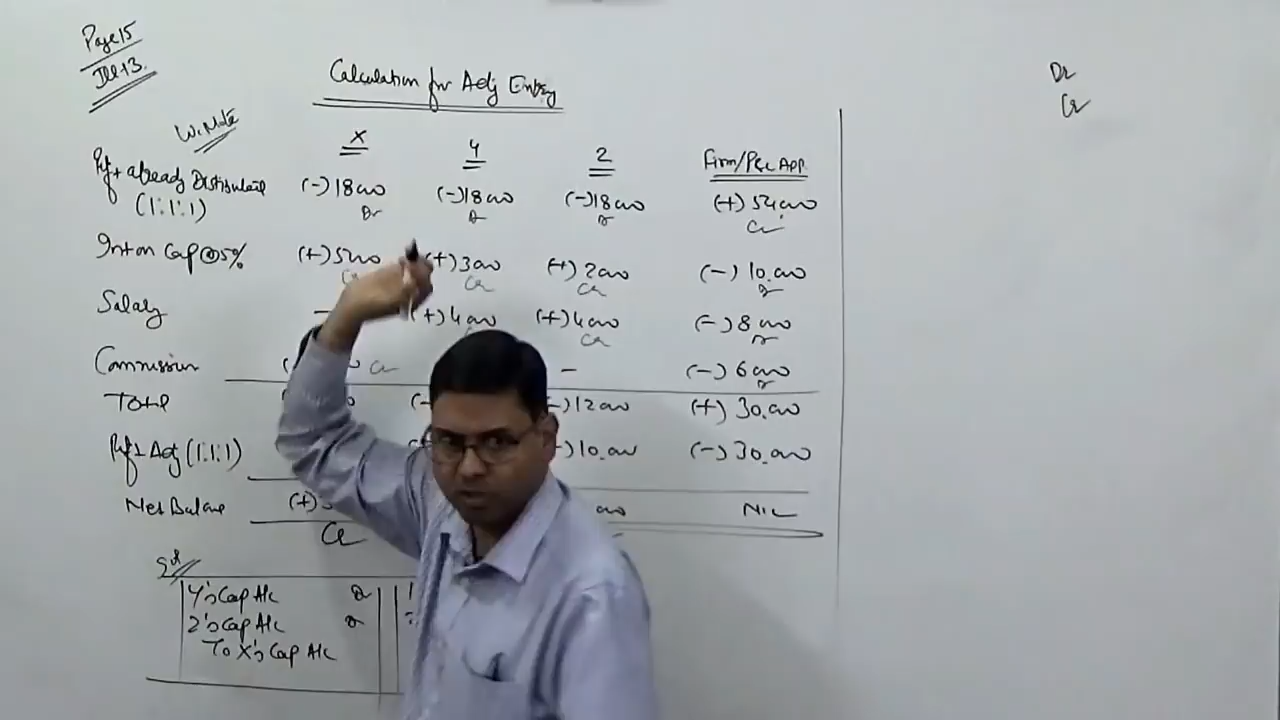 Page 15
Ill 13.
Calculation for Adj Entry
Dr
Cr
W. Note
X Y Z Firm/P&L APP.
Pft already Distributed (-) 18000 (-) 18000 (-) 18000 (+) 54000
(1:1:1) Dr Dr Dr Cr
Int on Cap @ 5% (+) 5000 (+) 3000 (+) 2000 (-) 10,000
Cr Cr Cr Dr
Salary - (+) 4000 (+) 4000 (-) 8000
Cr Dr
Commission Cr - (-) 6000
Dr
Total (-) 12000 (+) 30,000
Pft Adj (1:1:1) 10,000 (-) 30,000
Net Balance (+) NIL
Cr
Y's Cap A/c Dr
Z's Cap A/c Dr
To X's Cap A/c